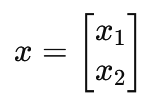 x = [x₁
x₂]